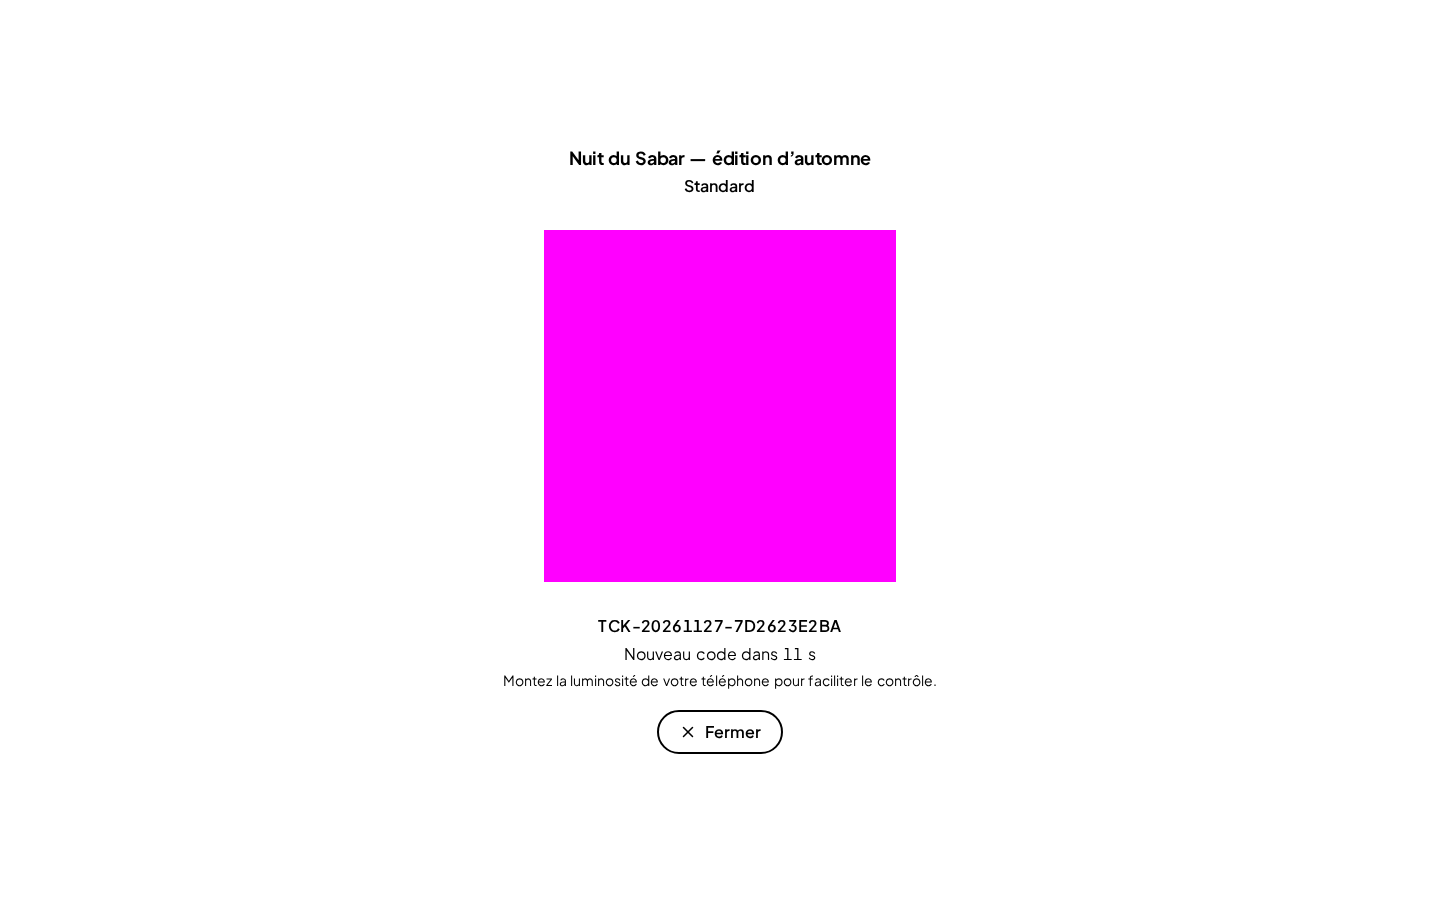 Nuit du Sabar — édition d’automne
Standard
TCK-20261127-7D2623E2BA
Nouveau code dans 11 s
Montez la luminosité de votre téléphone pour faciliter le contrôle.
Fermer